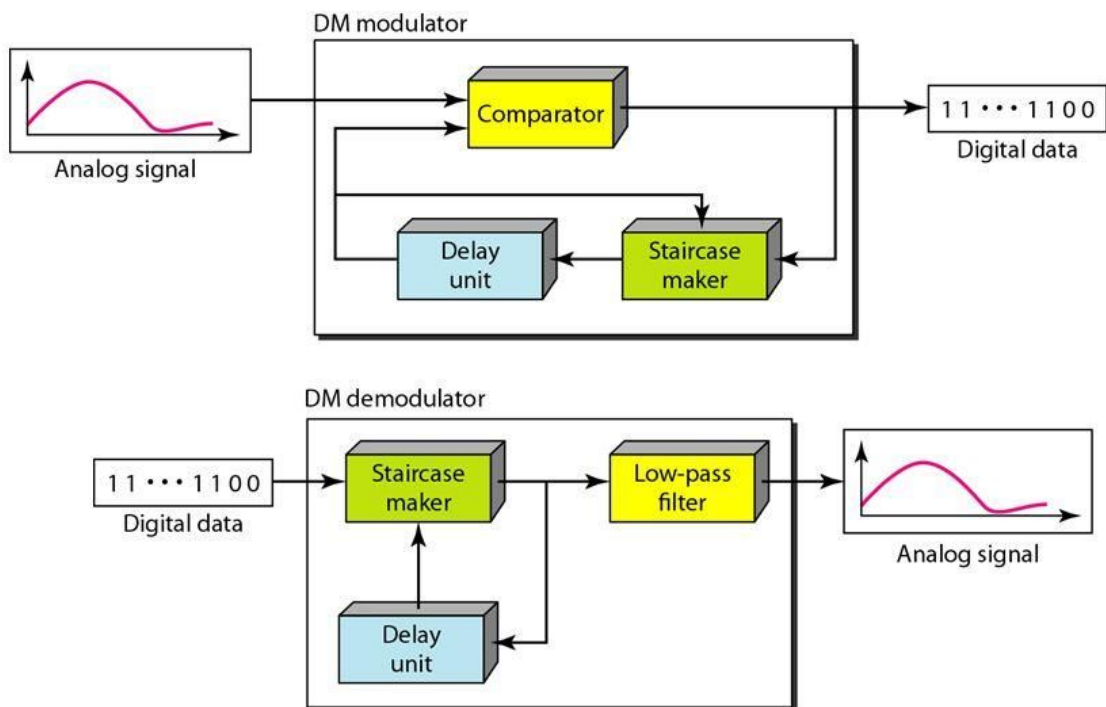 DM modulator
Comparator
11 ··· 1100
Analog signal
Digital data
Delay
unit
Staircase
maker
DM demodulator
11 ··· 1100
Digital data
Staircase
maker
Low-pass
filter
Analog signal
Delay
unit